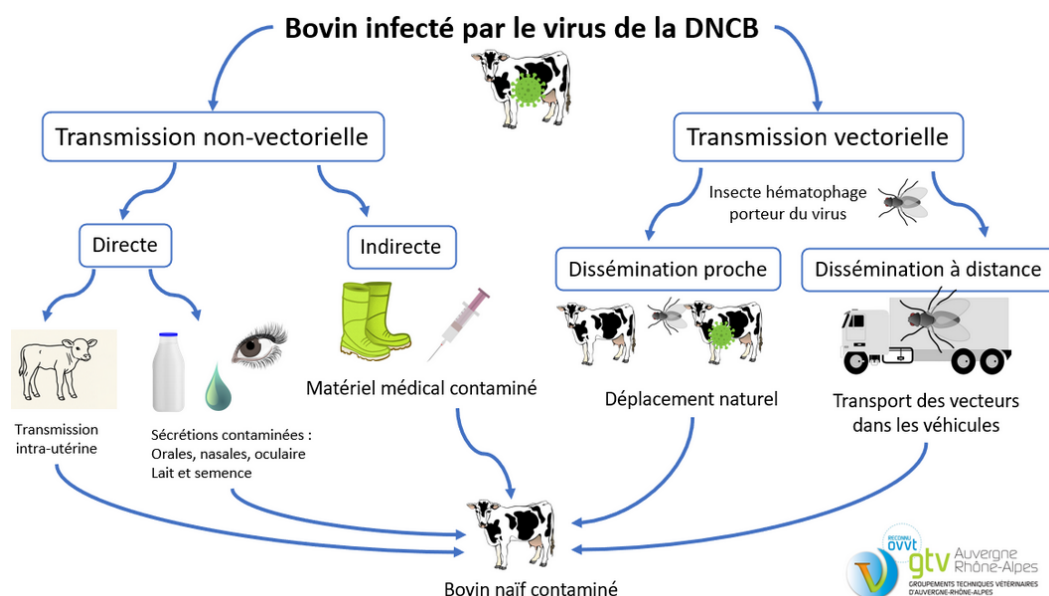 Bovin infecté par le virus de la DNCB
Transmission non-vectorielle
Transmission vectorielle
Insecte hématophage
porteur du virus
Directe
Indirecte
Dissémination proche
Dissémination à distance
Matériel médical contaminé
Déplacement naturel
Transport des vecteurs
dans les véhicules
Transmission
intra-utérine
Sécrétions contaminées :
Orales, nasales, oculaire
Lait et semence
Bovin naïf contaminé
RECONNU
ovvt
gtv Auvergne
Rhône-Alpes
GROUPEMENTS TECHNIQUES VÉTÉRINAIRES
D'AUVERGNE-RHÔNE-ALPES